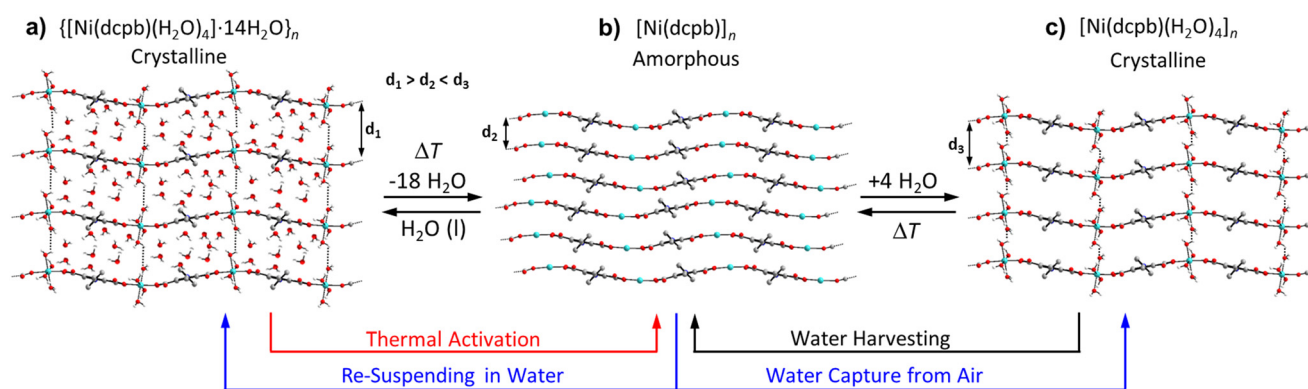 a) {[Ni(dcpb)(H₂O)₄]·14H₂O}ₙ
Crystalline
b) [Ni(dcpb)]ₙ
Amorphous
c) [Ni(dcpb)(H₂O)₄]ₙ
Crystalline
d₁ > d₂ < d₃
d₁
d₂
d₃
ΔT
-18 H₂O
H₂O (l)
+4 H₂O
ΔT
Thermal Activation
Water Harvesting
Re-Suspending in Water
Water Capture from Air